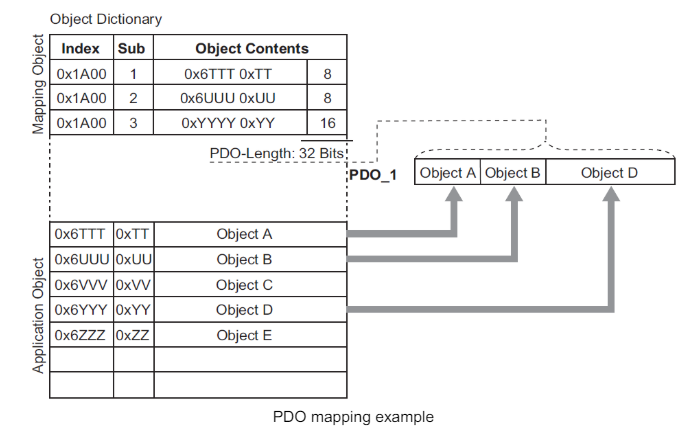 Object Dictionary
Mapping Object
Index Sub Object Contents
0x1A00 1 0x6TTT 0xTT 8
0x1A00 2 0x6UUU 0xUU 8
0x1A00 3 0xYYYY 0xYY 16
PDO-Length: 32 Bits
PDO_1
Object A Object B Object D
Application Object
0x6TTT 0xTT Object A
0x6UUU 0xUU Object B
0x6VVV 0xVV Object C
0x6YYY 0xYY Object D
0x6ZZZ 0xZZ Object E
PDO mapping example